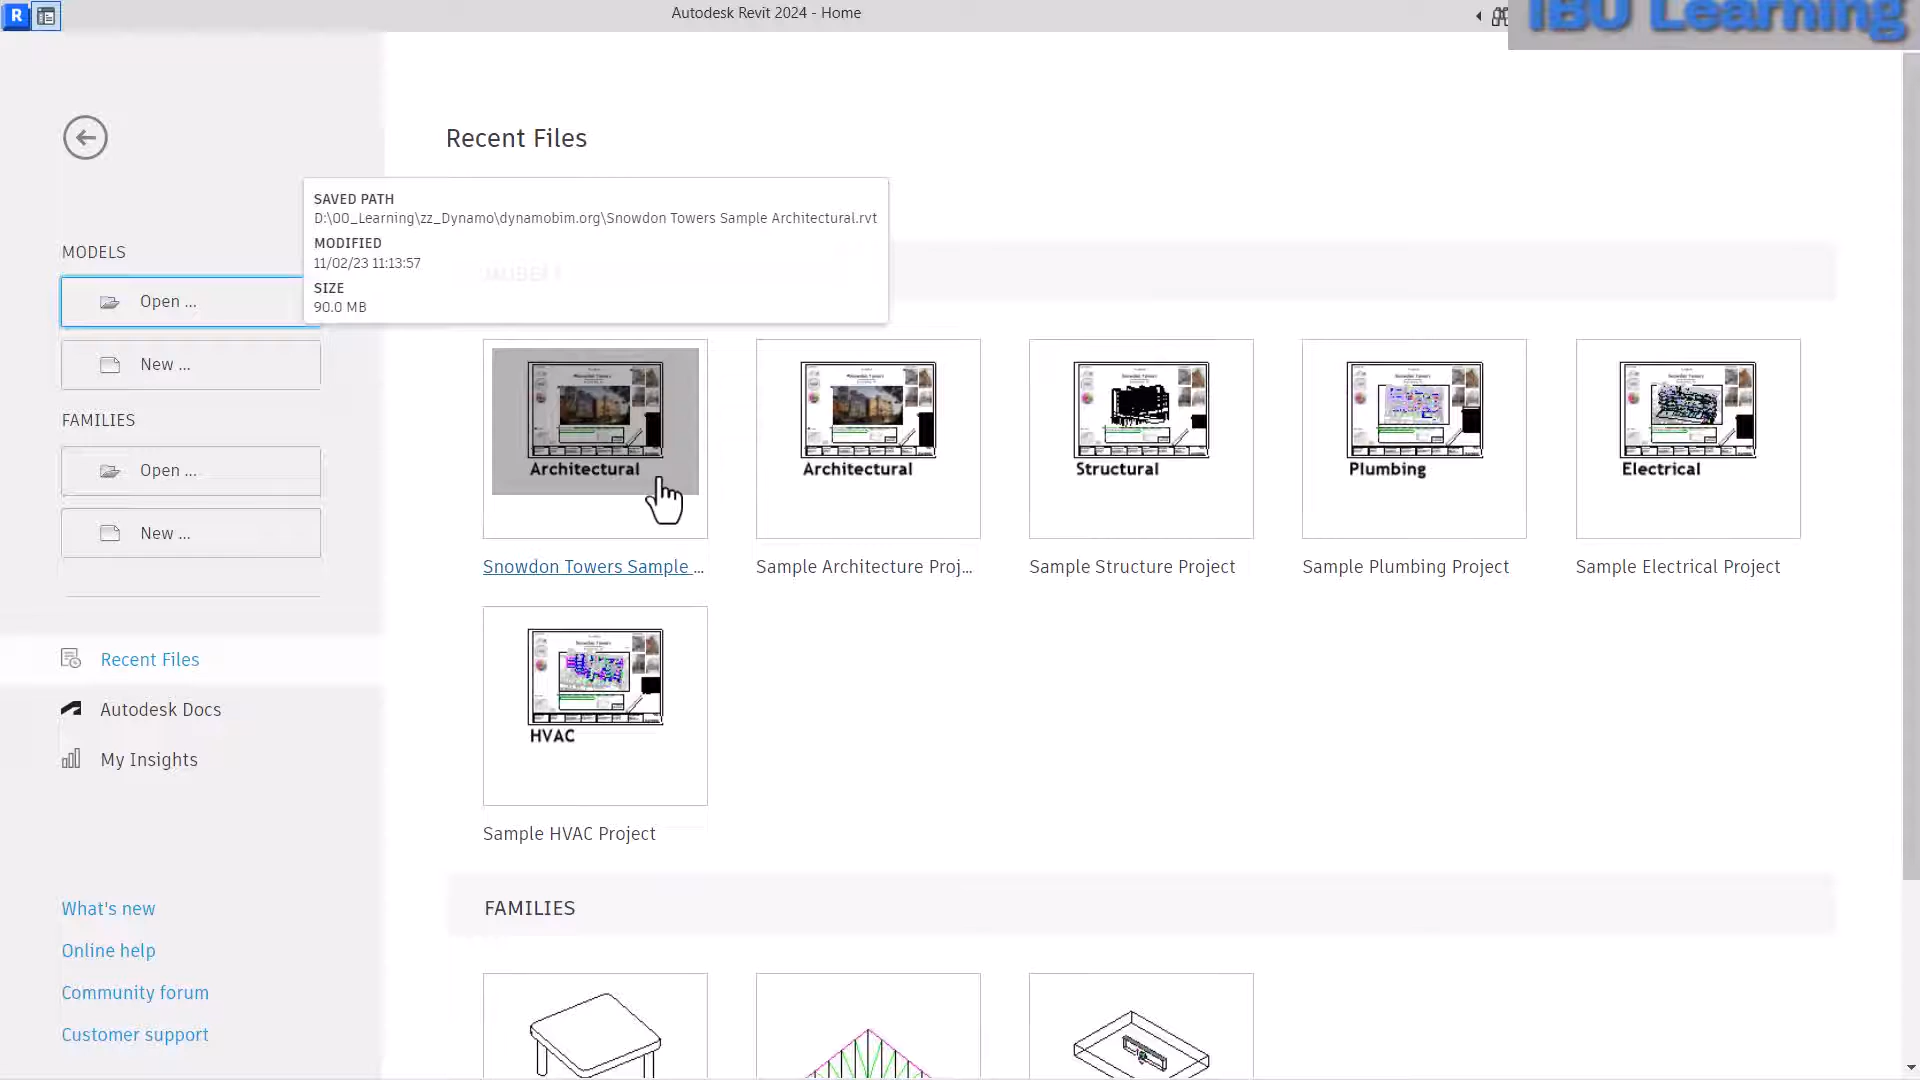 R
Autodesk Revit 2024 - Home
IBU Learning
Recent Files
SAVED PATH
D:\00_Learning\zz_Dynamo\dynamobim.org\Snowdon Towers Sample Architectural.rvt
MODIFIED
11/02/23 11:13:57
SIZE
90.0 MB
MODELS
Open ...
New ...
FAMILIES
Open ...
New ...
Recent Files
Autodesk Docs
My Insights
What's new
Online help
Community forum
Customer support
MODELS
Architectural
Architectural
Structural
Plumbing
Electrical
Snowdon Towers Sample ...
Sample Architecture Proj...
Sample Structure Project
Sample Plumbing Project
Sample Electrical Project
HVAC
Sample HVAC Project
FAMILIES